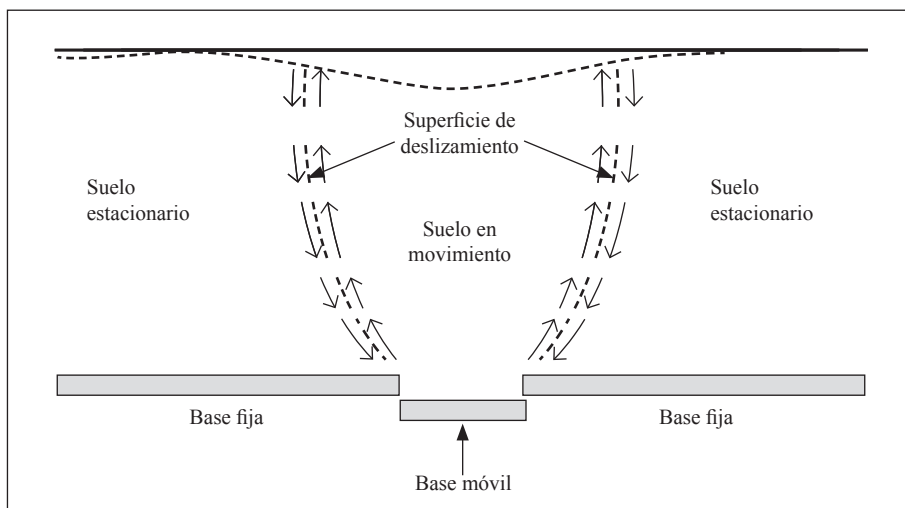 Superficie de
deslizamiento
Suelo
estacionario
Suelo
estacionario
Suelo en
movimiento
Base fija
Base fija
Base móvil